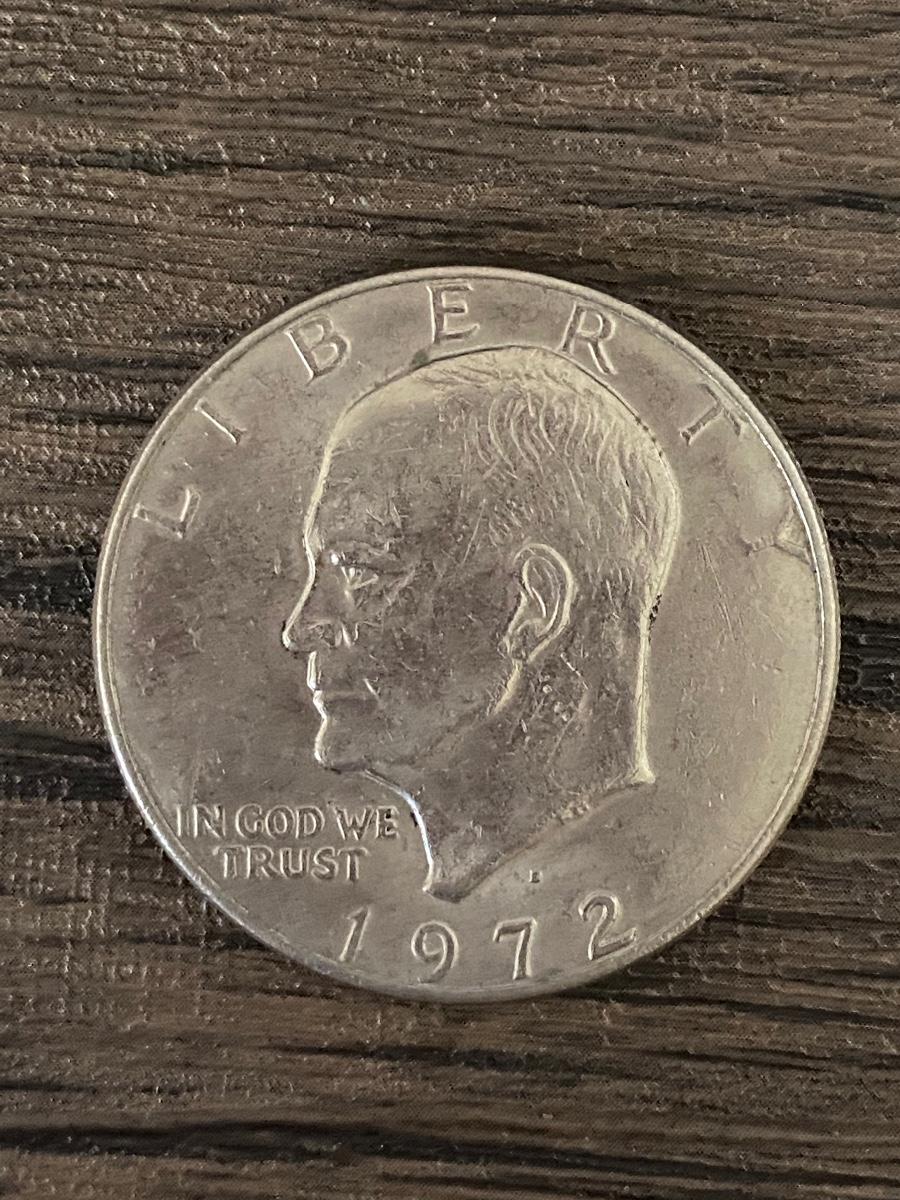 LIBERTY
IN GOD WE
TRUST
1972